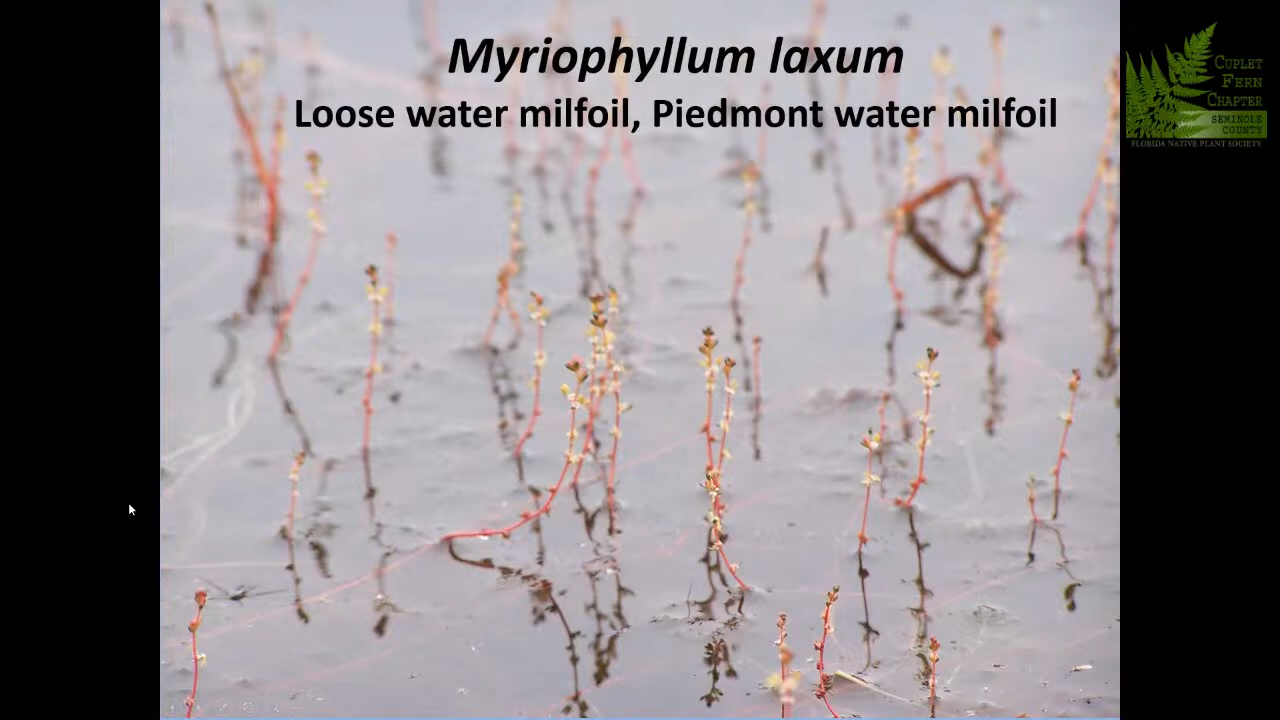 Myriophyllum laxum
Loose water milfoil, Piedmont water milfoil
CUPLET
FERN
CHAPTER
SEMINOLE
COUNTY
FLORIDA NATIVE PLANT SOCIETY